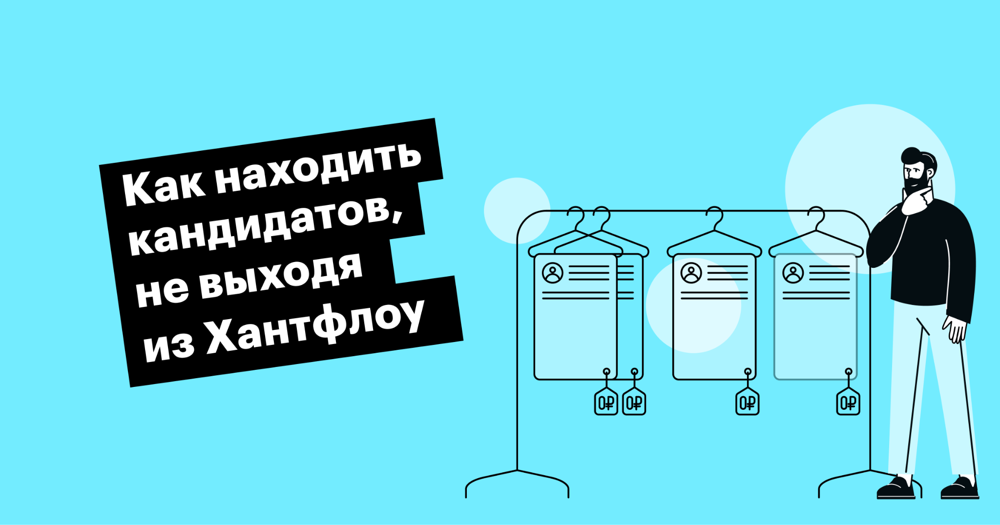 Как находить
кандидатов,
не выходя
из Хантфлоу
0₽
0₽
0₽
0₽